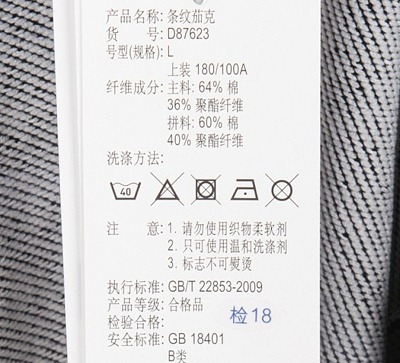 产品名称: 条纹茄克
货　　号: D87623
号型(规格): L
上装 180/100A
纤维成分: 主料: 64% 棉
36% 聚酯纤维
拼料: 60% 棉
40% 聚酯纤维
洗涤方法:
40
注　　意: 1. 请勿使用织物柔软剂
2. 只可使用温和洗涤剂
3. 标志不可熨烫
执行标准: GB/T 22853-2009
产品等级: 合格品
检验合格: 检18
安全标准: GB 18401
B类